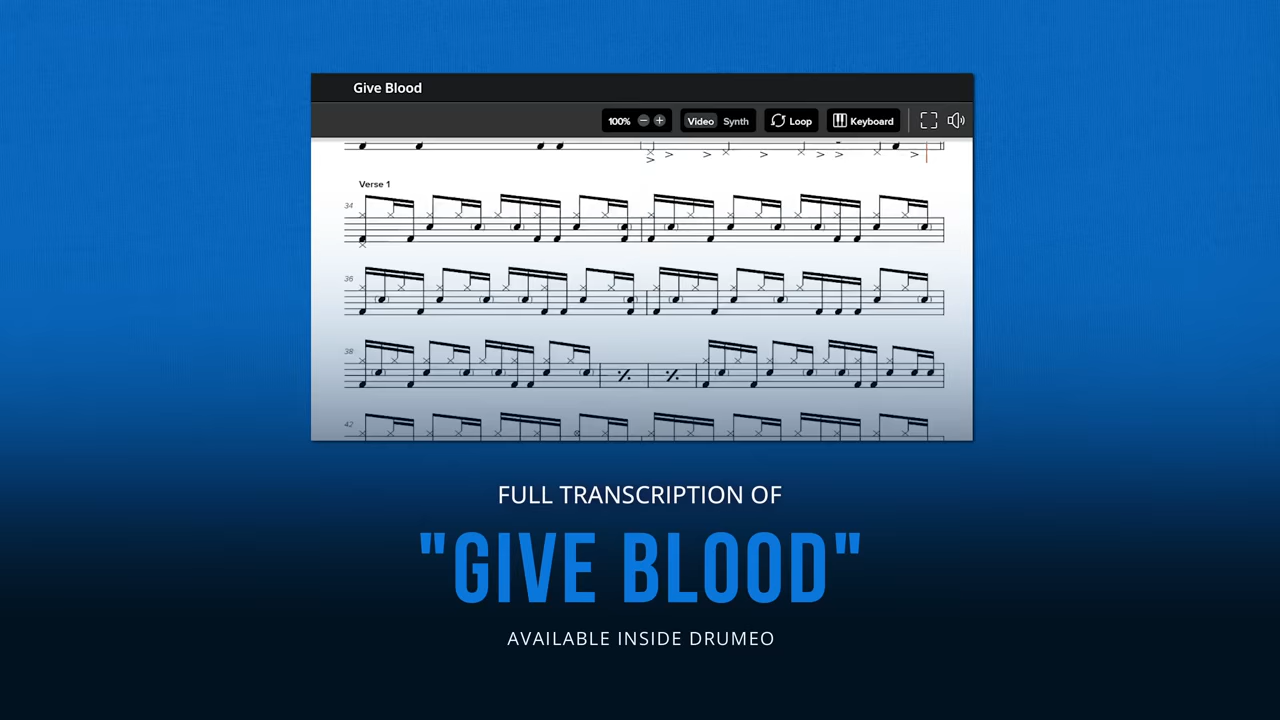 Give Blood
100% Video Synth Loop Keyboard
Verse 1
34
36
38
42
FULL TRANSCRIPTION OF
"GIVE BLOOD"
AVAILABLE INSIDE DRUMEO